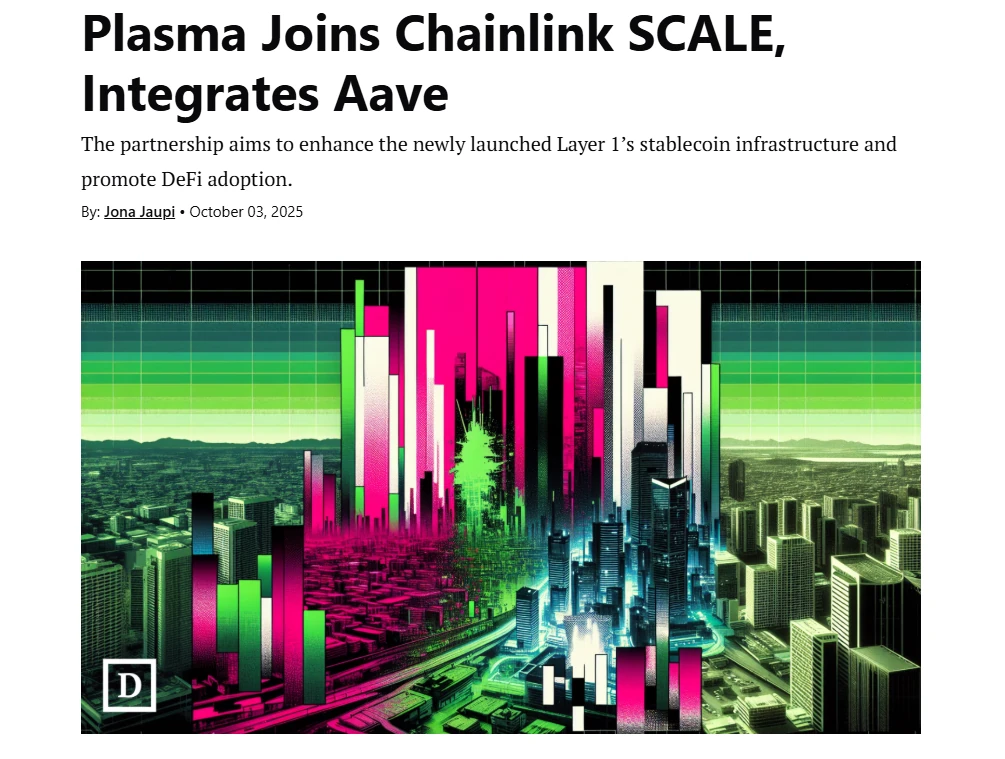 Plasma Joins Chainlink SCALE,
Integrates Aave
The partnership aims to enhance the newly launched Layer 1’s stablecoin infrastructure and
promote DeFi adoption.
By: Jona Jaupi • October 03, 2025
D